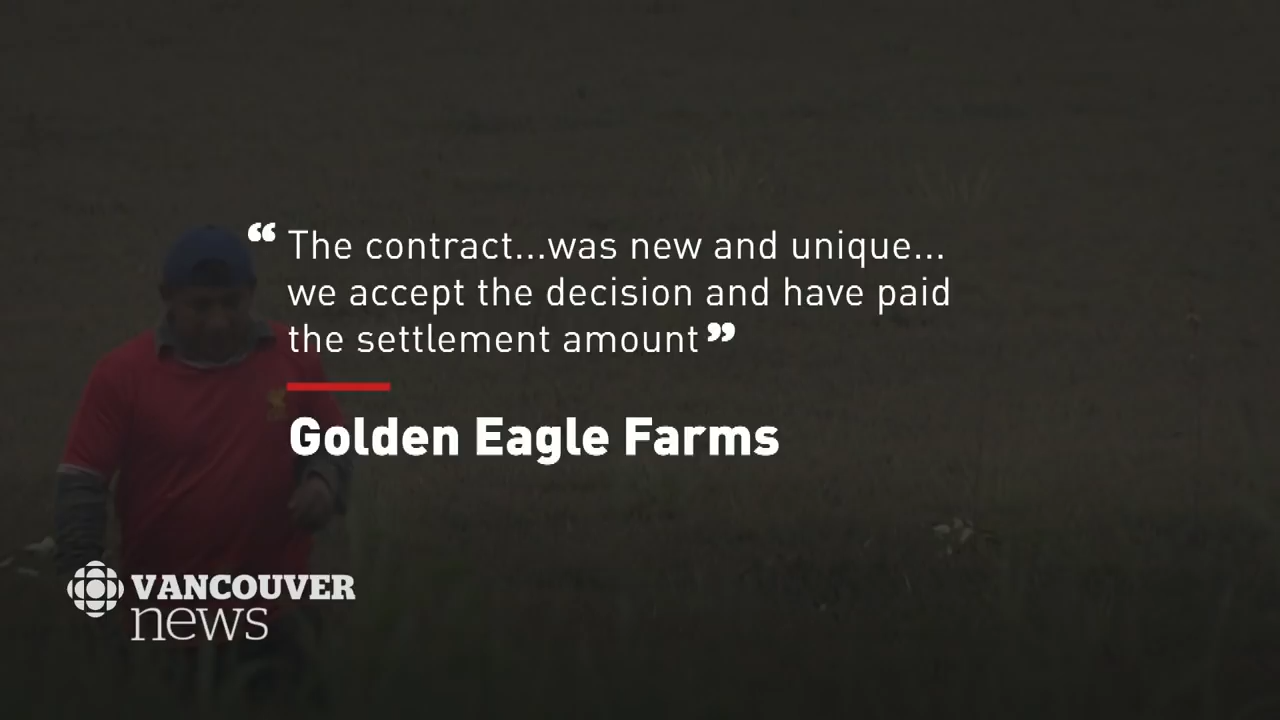 “ The contract...was new and unique...
we accept the decision and have paid
the settlement amount ”
Golden Eagle Farms
VANCOUVER
news